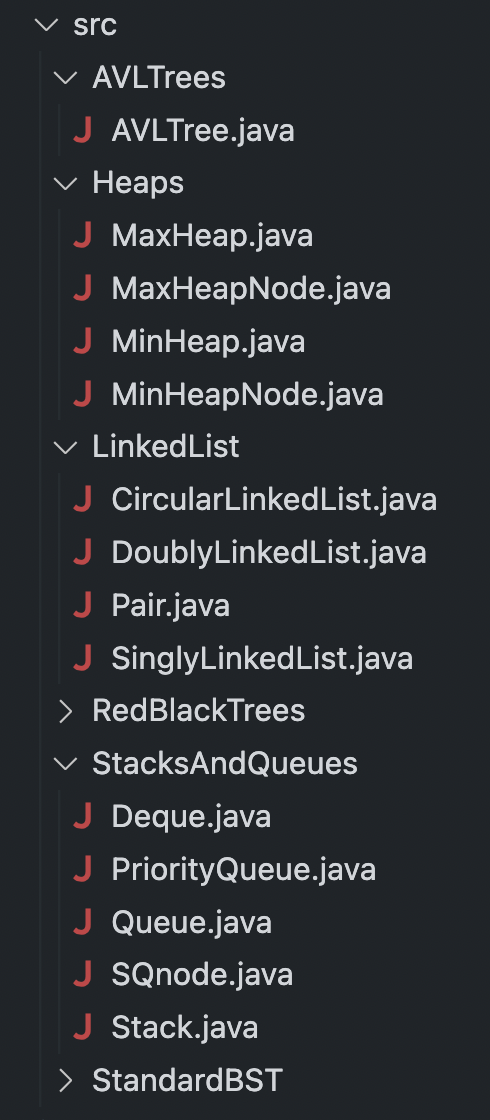 src
AVLTrees
AVLTree.java
Heaps
MaxHeap.java
MaxHeapNode.java
MinHeap.java
MinHeapNode.java
LinkedList
CircularLinkedList.java
DoublyLinkedList.java
Pair.java
SinglyLinkedList.java
RedBlackTrees
StacksAndQueues
Deque.java
PriorityQueue.java
Queue.java
SQnode.java
Stack.java
StandardBST